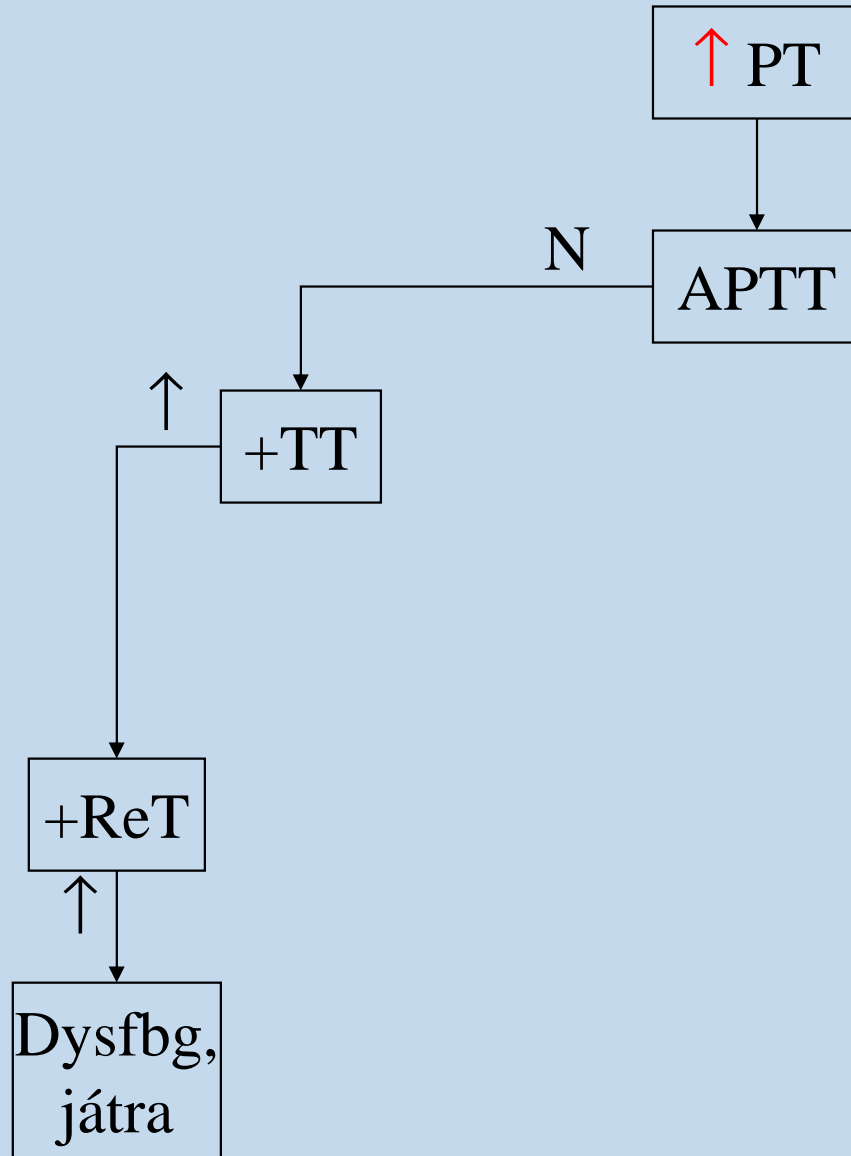 ↑ PT
N
APTT
↑
+TT
+ReT
↑
Dysfbg,
játra